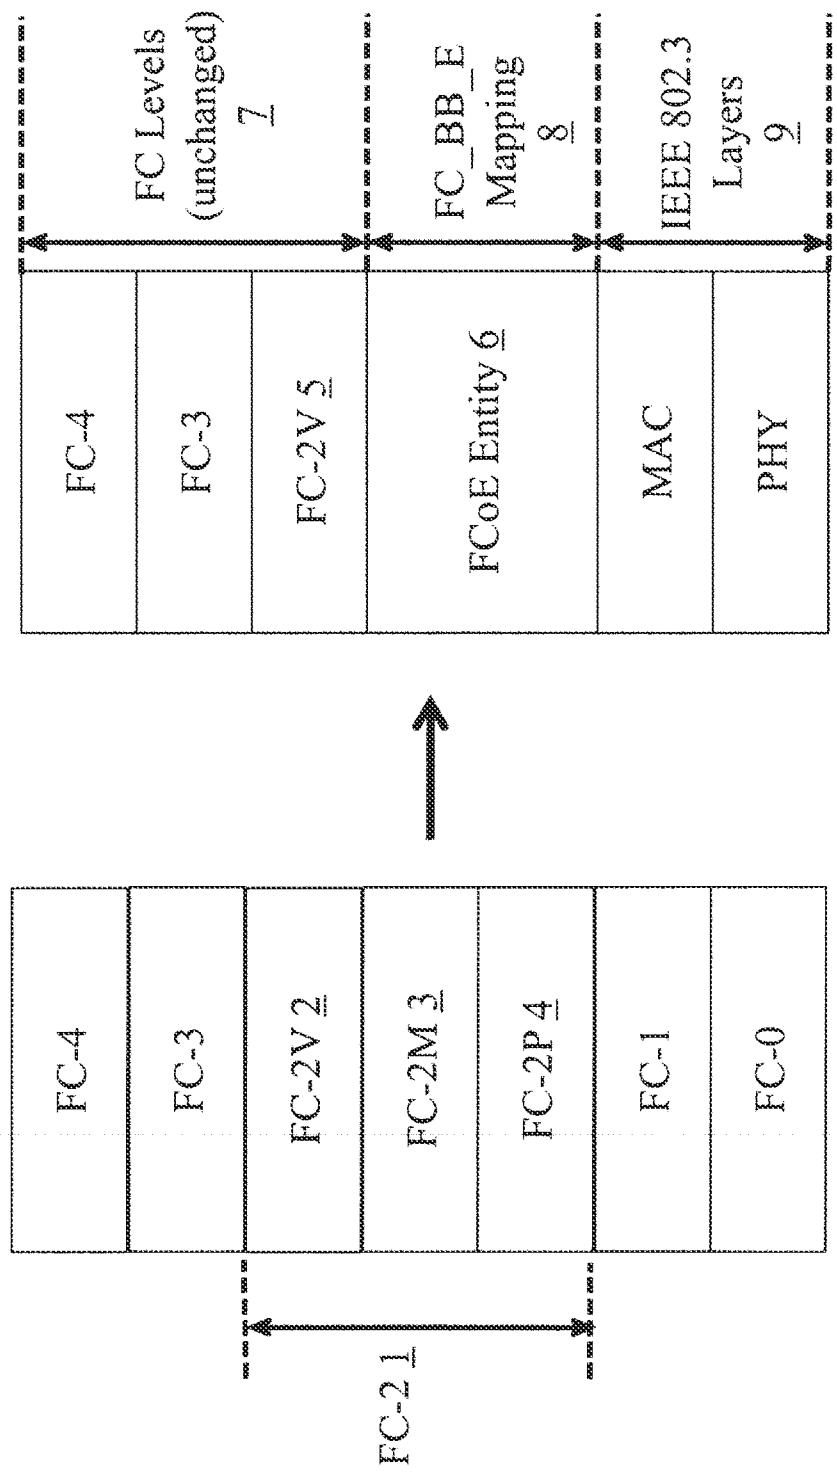 FC-2 1
FC-4
FC-3
FC-2V 2
FC-2M 3
FC-2P 4
FC-1
FC-0
FC-4
FC-3
FC-2V 5
FCoE Entity 6
MAC
PHY
FC Levels
(unchanged)
7
FC_BB_E
Mapping
8
IEEE 802.3
Layers
9